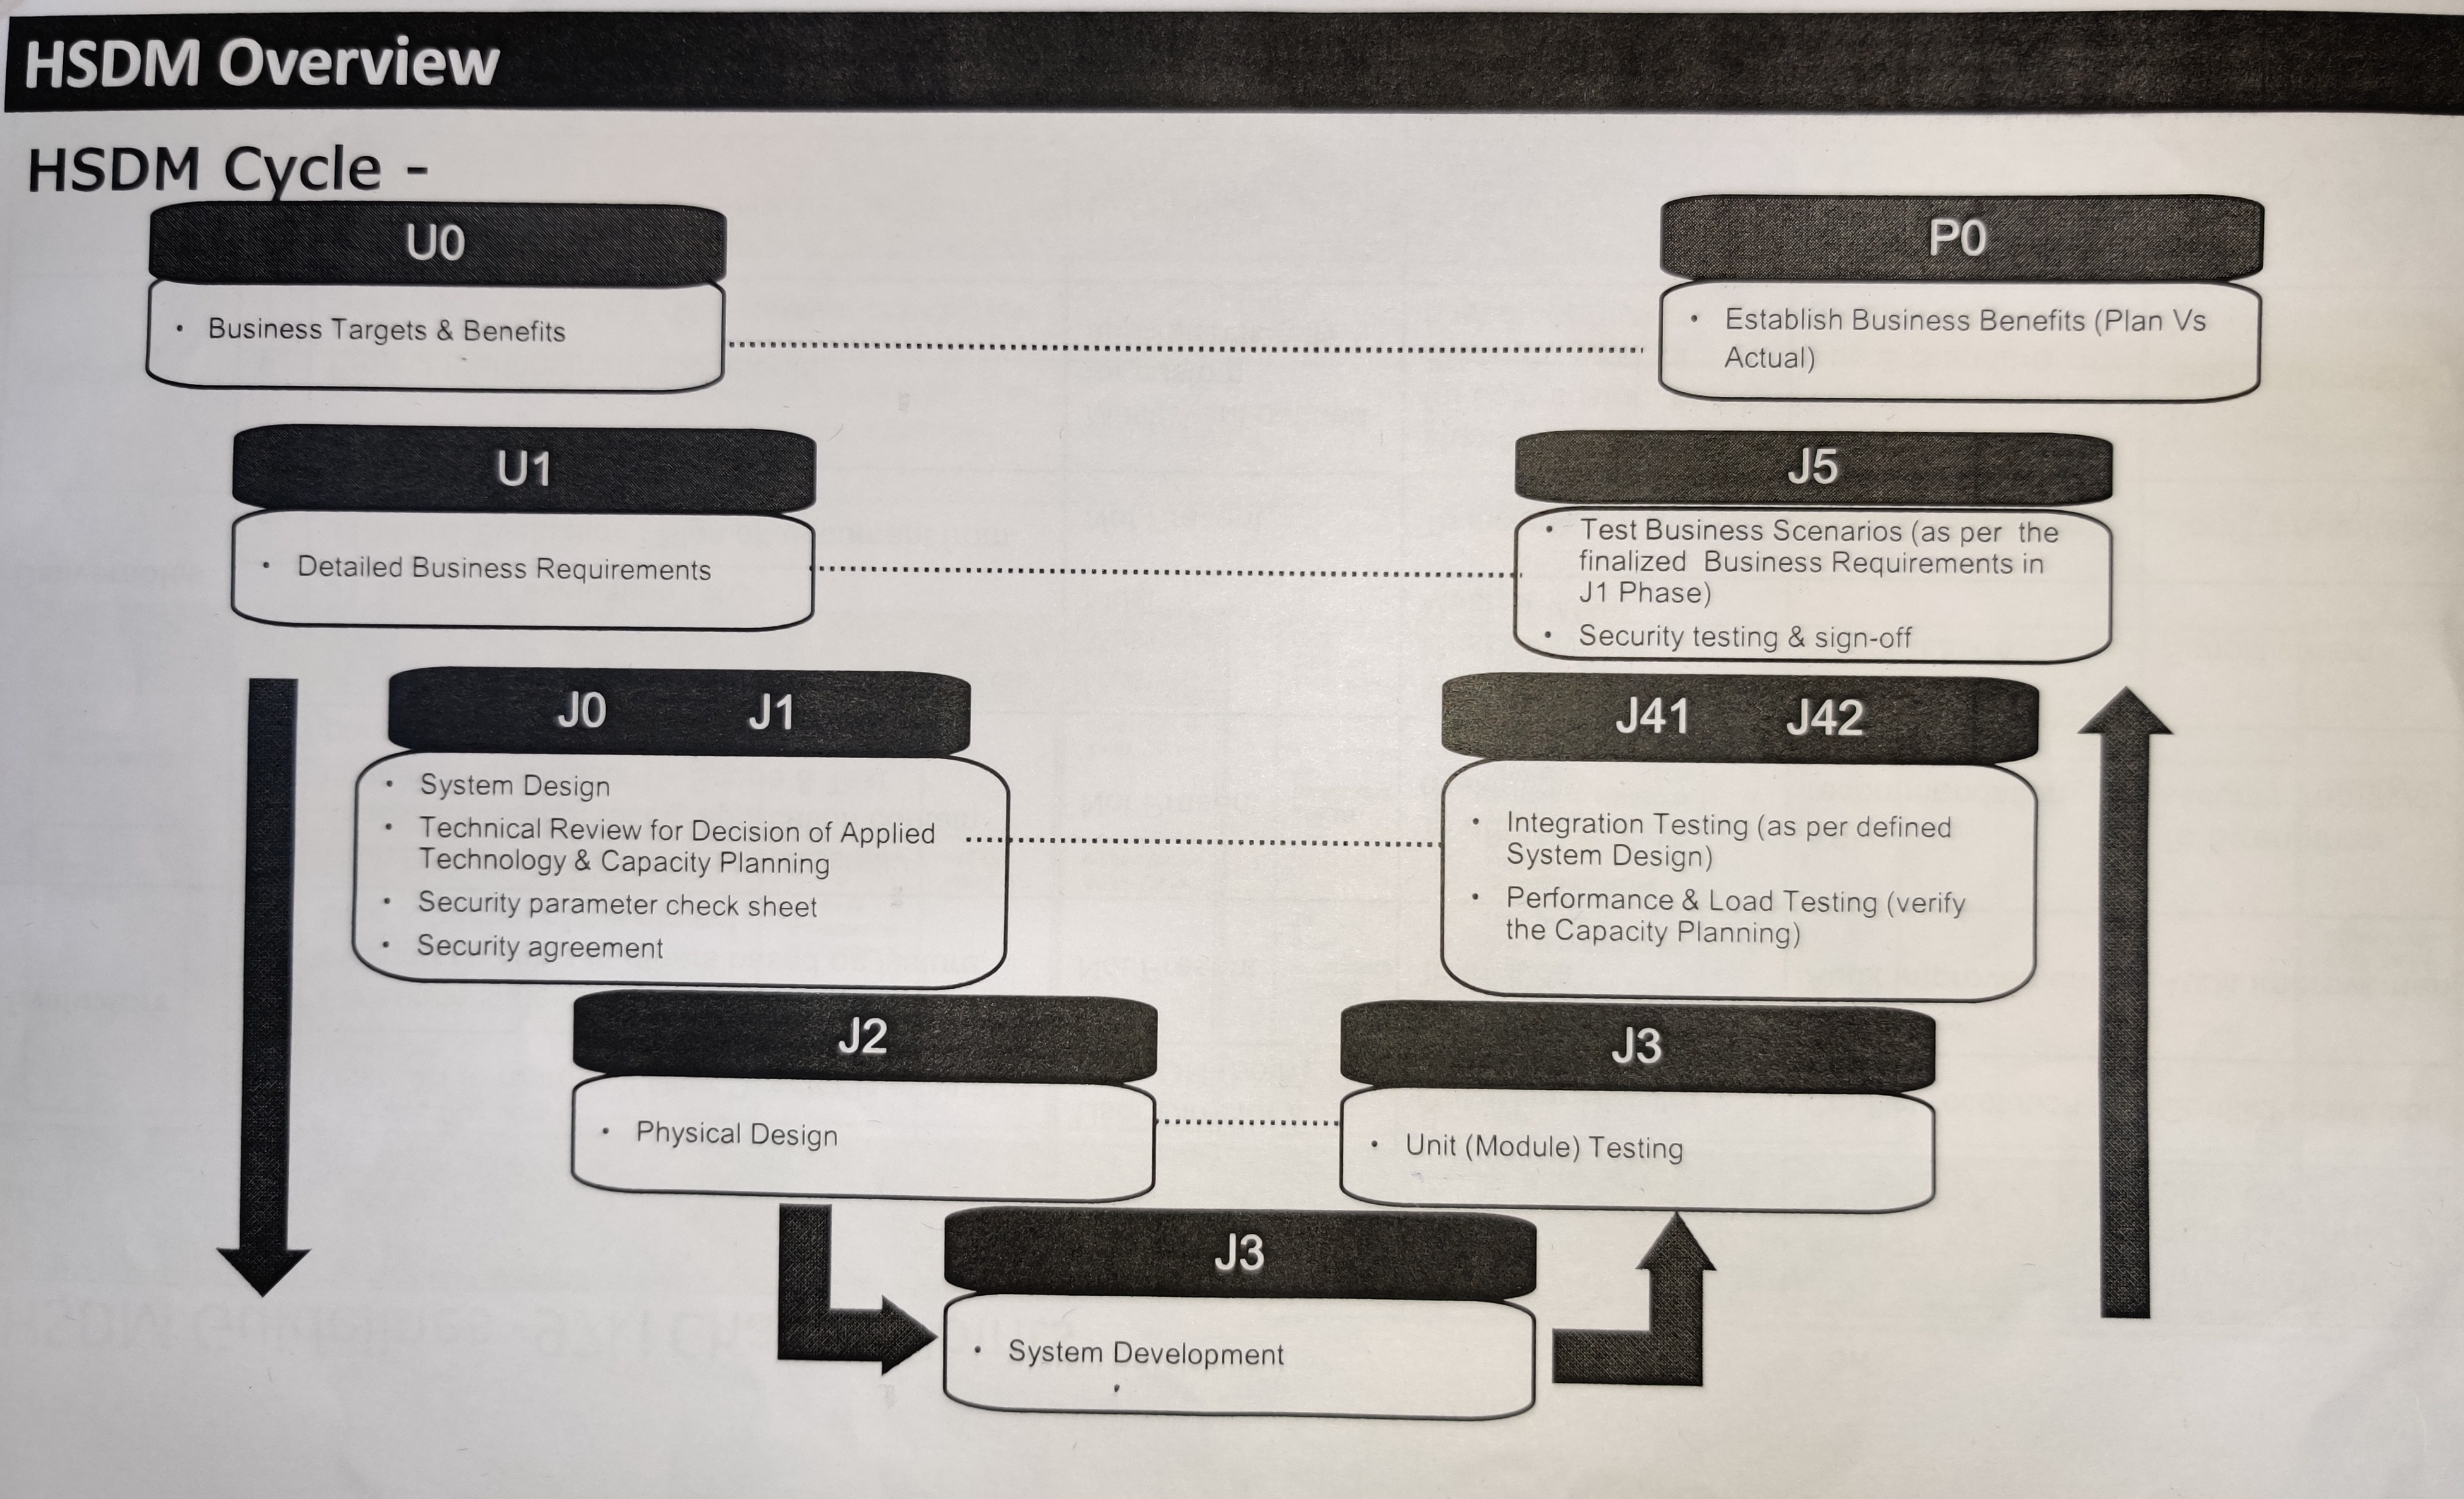 HSDM Overview
HSDM Cycle -
U0
• Business Targets & Benefits
P0
• Establish Business Benefits (Plan Vs
Actual)
U1
• Detailed Business Requirements
J5
• Test Business Scenarios (as per the
finalized Business Requirements in
J1 Phase)
• Security testing & sign-off
J0 J1
• System Design
• Technical Review for Decision of Applied
Technology & Capacity Planning
• Security parameter check sheet
• Security agreement
J41 J42
• Integration Testing (as per defined
System Design)
• Performance & Load Testing (verify
the Capacity Planning)
J2
• Physical Design
J3
• Unit (Module) Testing
J3
• System Development